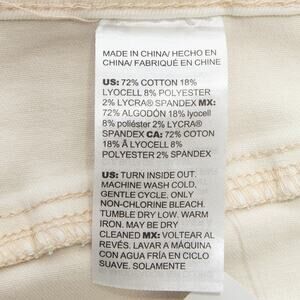 MADE IN CHINA/ HECHO EN
CHINA/ FABRIQUÉ EN CHINE
US: 72% COTTON 18%
LYOCELL 8% POLYESTER
2% LYCRA® SPANDEX MX:
72% ALGODÓN 18% lyocell
8% poliéster 2% LYCRA®
SPANDEX CA: 72% COTON
18% Â LYOCELL 8%
POLYESTER 2% SPANDEX
US: TURN INSIDE OUT.
MACHINE WASH COLD,
GENTLE CYCLE. ONLY
NON-CHLORINE BLEACH.
TUMBLE DRY LOW. WARM
IRON. MAY BE DRY
CLEANED MX: VOLTEAR AL
REVÉS. LAVAR A MÁQUINA
CON AGUA FRÍA EN CICLO
SUAVE. SOLAMENTE